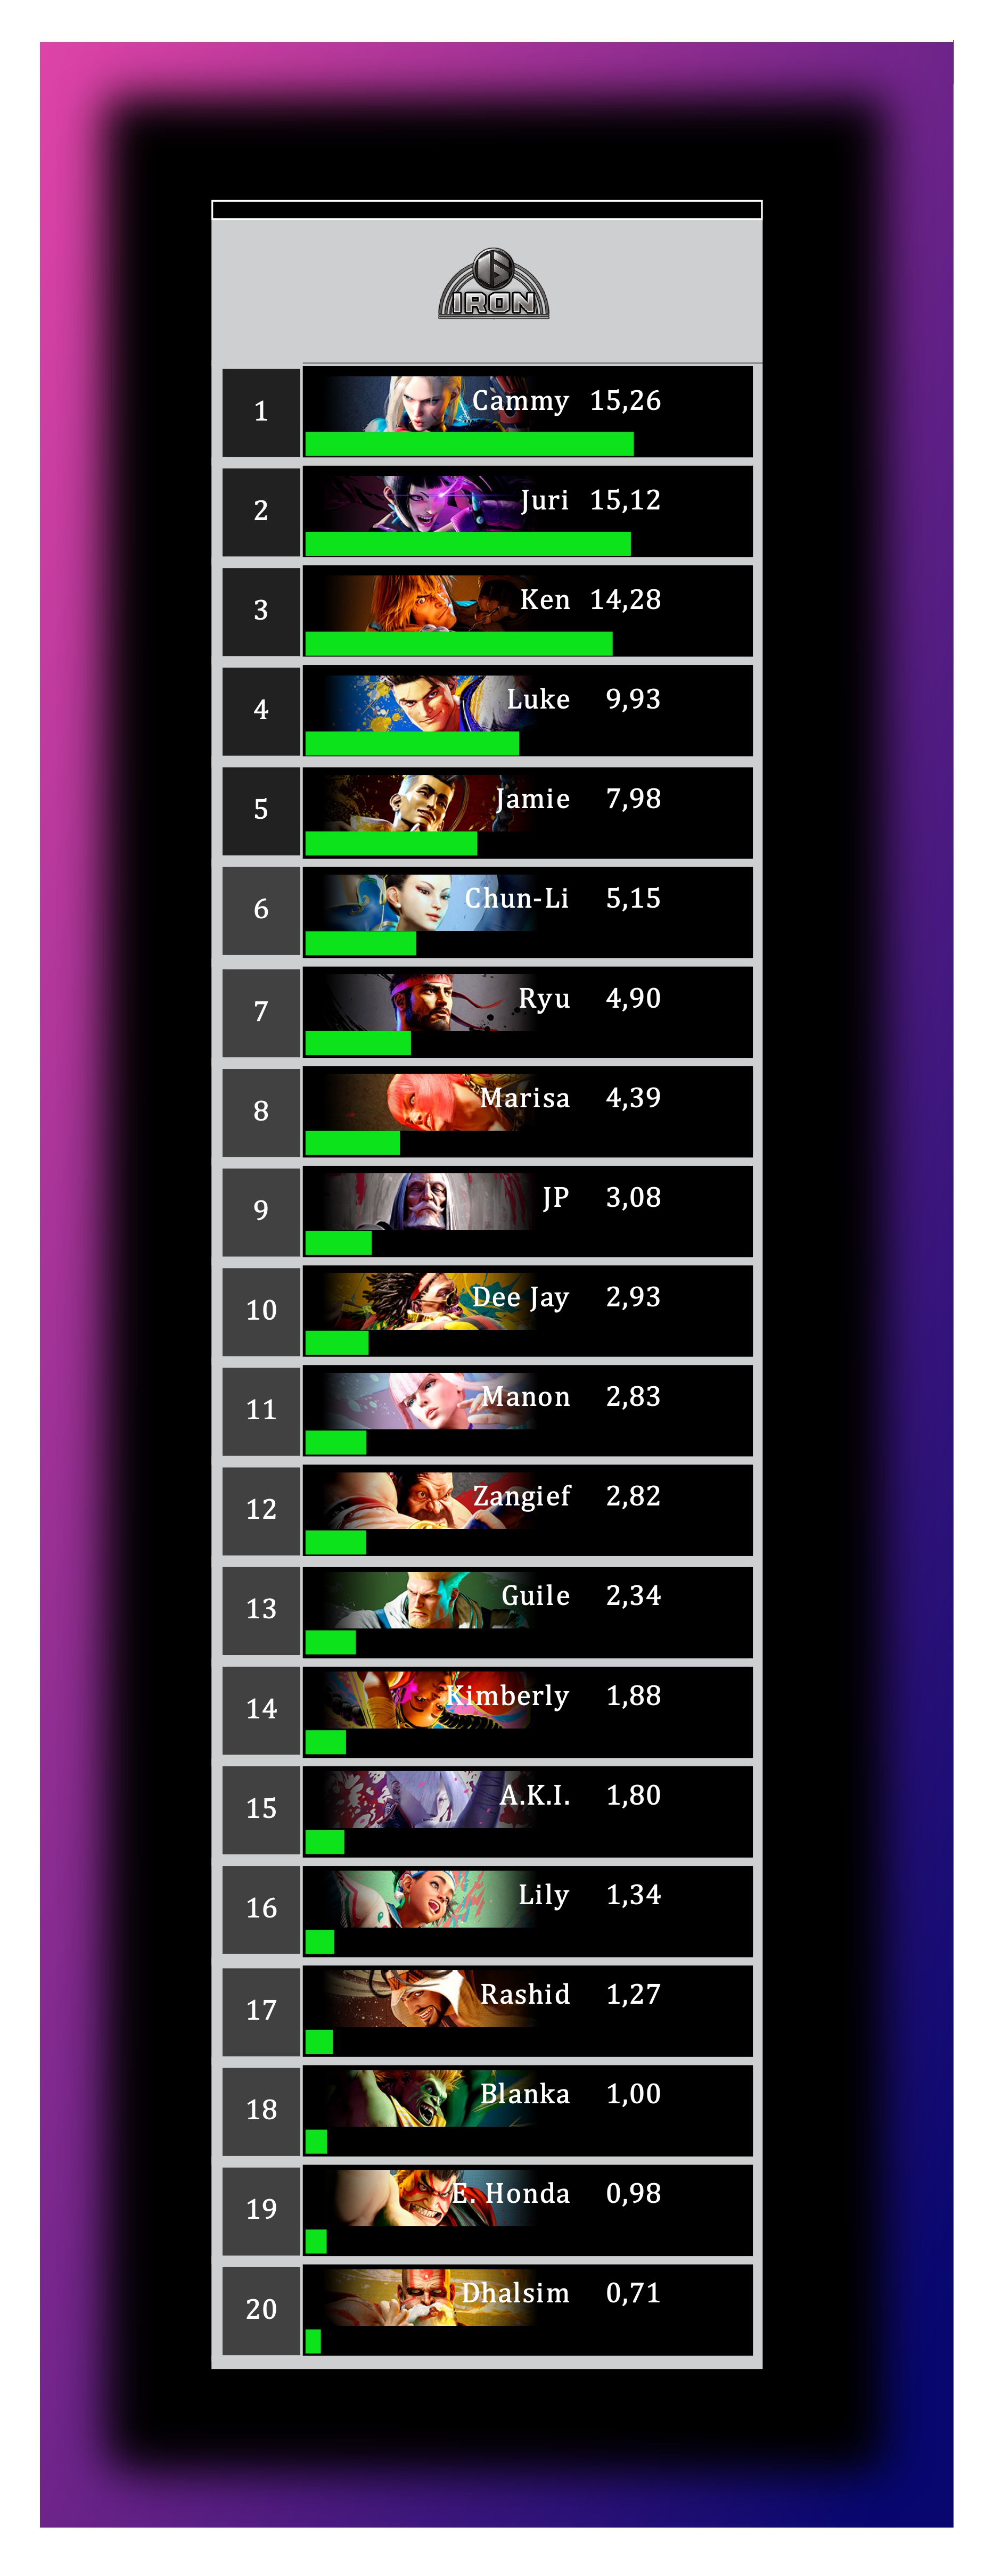 IRON
1 Cammy 15,26
2 Juri 15,12
3 Ken 14,28
4 Luke 9,93
5 Jamie 7,98
6 Chun-Li 5,15
7 Ryu 4,90
8 Marisa 4,39
9 JP 3,08
10 Dee Jay 2,93
11 Manon 2,83
12 Zangief 2,82
13 Guile 2,34
14 Kimberly 1,88
15 A.K.I. 1,80
16 Lily 1,34
17 Rashid 1,27
18 Blanka 1,00
19 E. Honda 0,98
20 Dhalsim 0,71